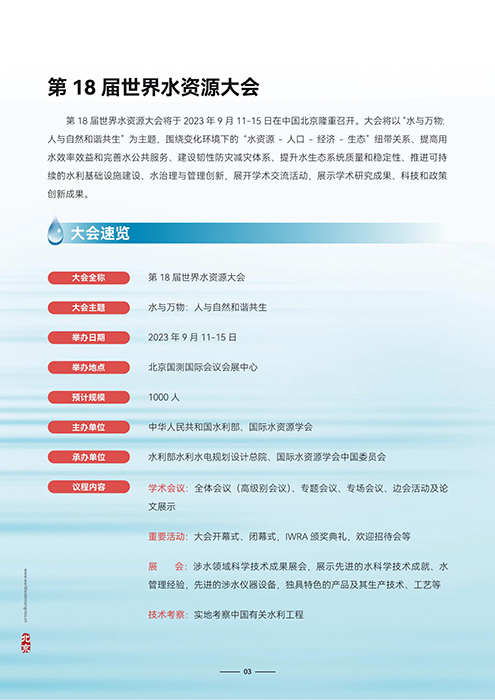 第 18 届世界水资源大会
第 18 届世界水资源大会将于 2023 年 9 月 11-15 日在中国北京隆重召开。大会将以 “水与万物:
人与自然和谐共生” 为主题，围绕变化环境下的 “水资源 – 人口 – 经济 – 生态” 纽带关系、提高用
水效率效益和完善水公共服务、建设韧性防灾减灾体系、提升水生态系统质量和稳定性、推进可持
续的水利基础设施建设、水治理与管理创新，展开学术交流活动，展示学术研究成果、科技和政策
创新成果。
大会速览
大会全称 第 18 届世界水资源大会
大会主题 水与万物：人与自然和谐共生
举办日期 2023 年 9 月 11-15 日
举办地点 北京国测国际会议会展中心
预计规模 1000 人
主办单位 中华人民共和国水利部、国际水资源学会
承办单位 水利部水利水电规划设计总院、国际水资源学会中国委员会
议程内容 学术会议：全体会议（高级别会议）、专题会议、专场会议、边会活动及论
文展示
重要活动：大会开幕式、闭幕式，IWRA 颁奖典礼，欢迎招待会等
展 会：涉水领域科学技术成果展会，展示先进的水科学技术成就、水
管理经验，先进的涉水仪器设备，独具特色的产品及其生产技术、工艺等
技术考察：实地考察中国有关水利工程
北京
03